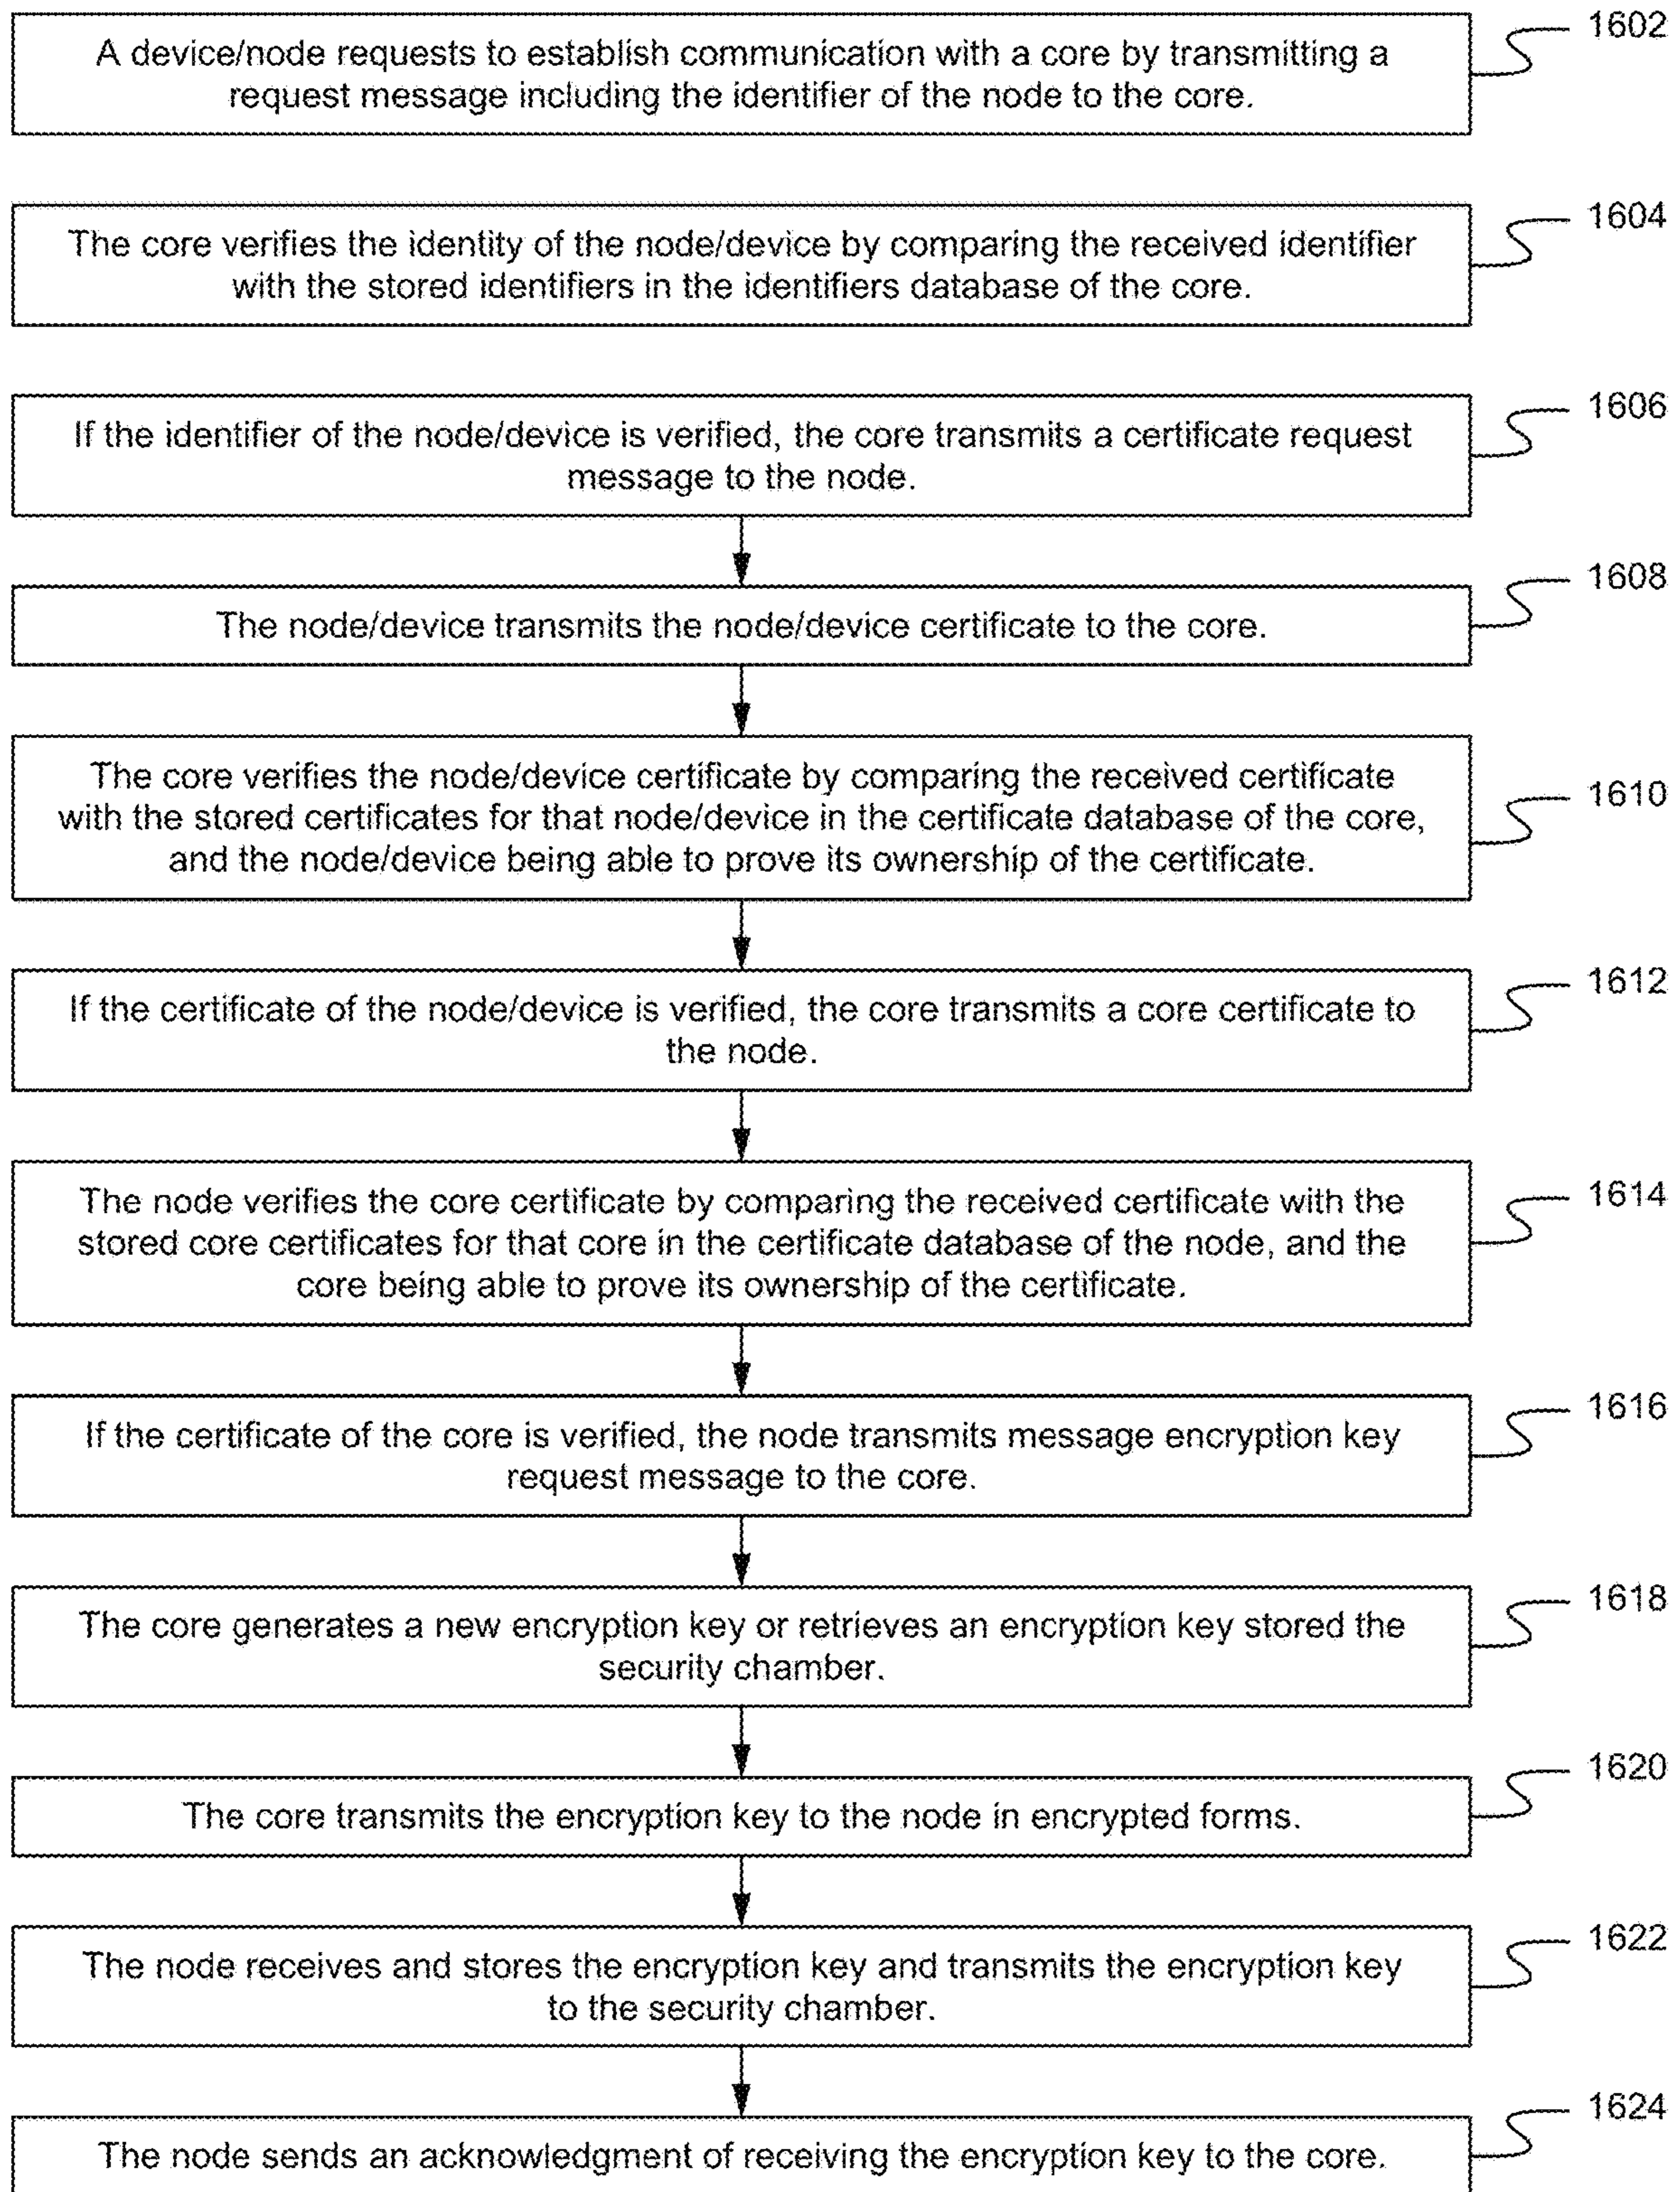 1602
A device/node requests to establish communication with a core by transmitting a
request message including the identifier of the node to the core.
1604
The core verifies the identity of the node/device by comparing the received identifier
with the stored identifiers in the identifiers database of the core.
1606
If the identifier of the node/device is verified, the core transmits a certificate request
message to the node.
1608
The node/device transmits the node/device certificate to the core.
The core verifies the node/device certificate by comparing the received certificate
1610
with the stored certificates for that node/device in the certificate database of the core,
and the node/device being able to prove its ownership of the certificate.
1612
If the certificate of the node/device is verified, the core transmits a core certificate to
the node.
1614
The node verifies the core certificate by comparing the received certificate with the
stored core certificates for that core in the certificate database of the node, and the
core being able to prove its ownership of the certificate.
1616
If the certificate of the core is verified, the node transmits message encryption key
request message to the core.
1618
The core generates a new encryption key or retrieves an encryption key stored the
security chamber.
1620
The core transmits the encryption key to the node in encrypted forms.
1622
The node receives and stores the encryption key and transmits the encryption key
to the security chamber.
1624
The node sends an acknowledgment of receiving the encryption key to the core.